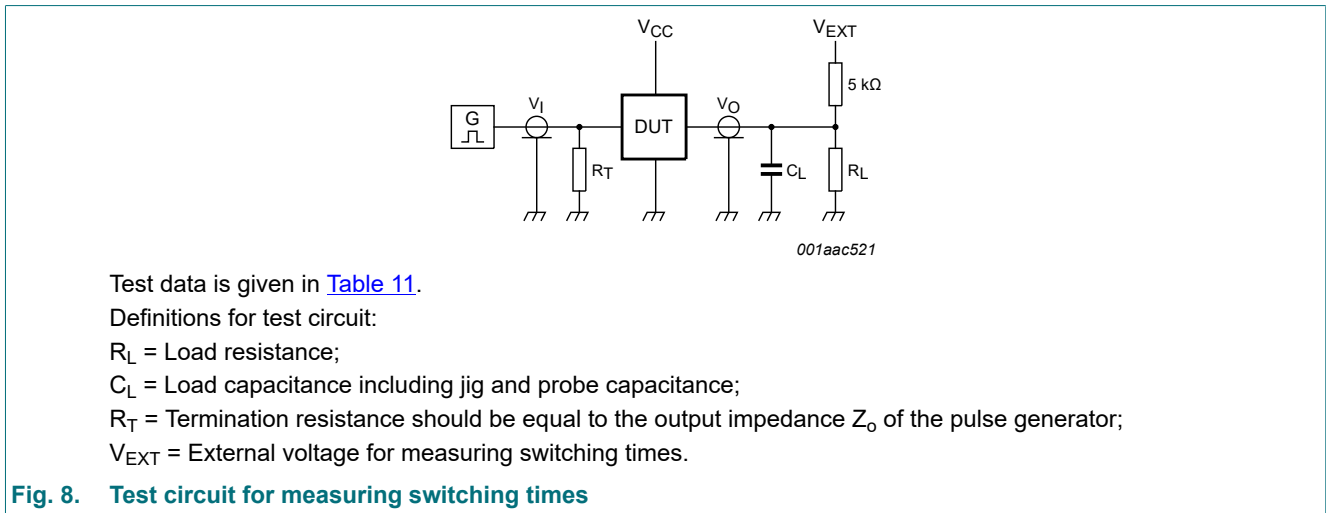 VCC
VEXT
5 kΩ
G
VI
DUT
VO
RT
CL
RL
001aac521
Test data is given in Table 11.
Definitions for test circuit:
RL = Load resistance;
CL = Load capacitance including jig and probe capacitance;
RT = Termination resistance should be equal to the output impedance Zo of the pulse generator;
VEXT = External voltage for measuring switching times.
Fig. 8. Test circuit for measuring switching times